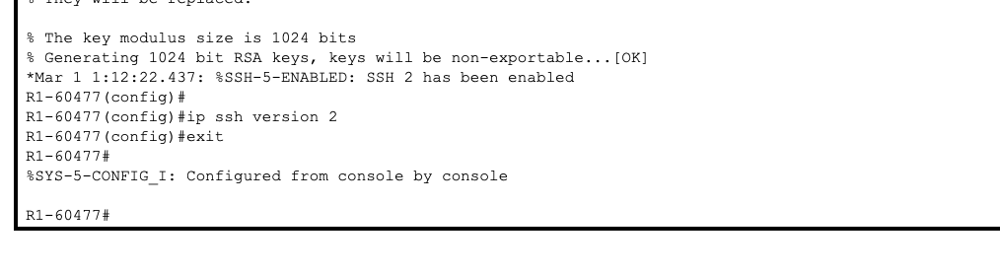 % They will be replaced.
% The key modulus size is 1024 bits
% Generating 1024 bit RSA keys, keys will be non-exportable...[OK]
*Mar 1 1:12:22.437: %SSH-5-ENABLED: SSH 2 has been enabled
R1-60477(config)#
R1-60477(config)#ip ssh version 2
R1-60477(config)#exit
R1-60477#
%SYS-5-CONFIG_I: Configured from console by console
R1-60477#